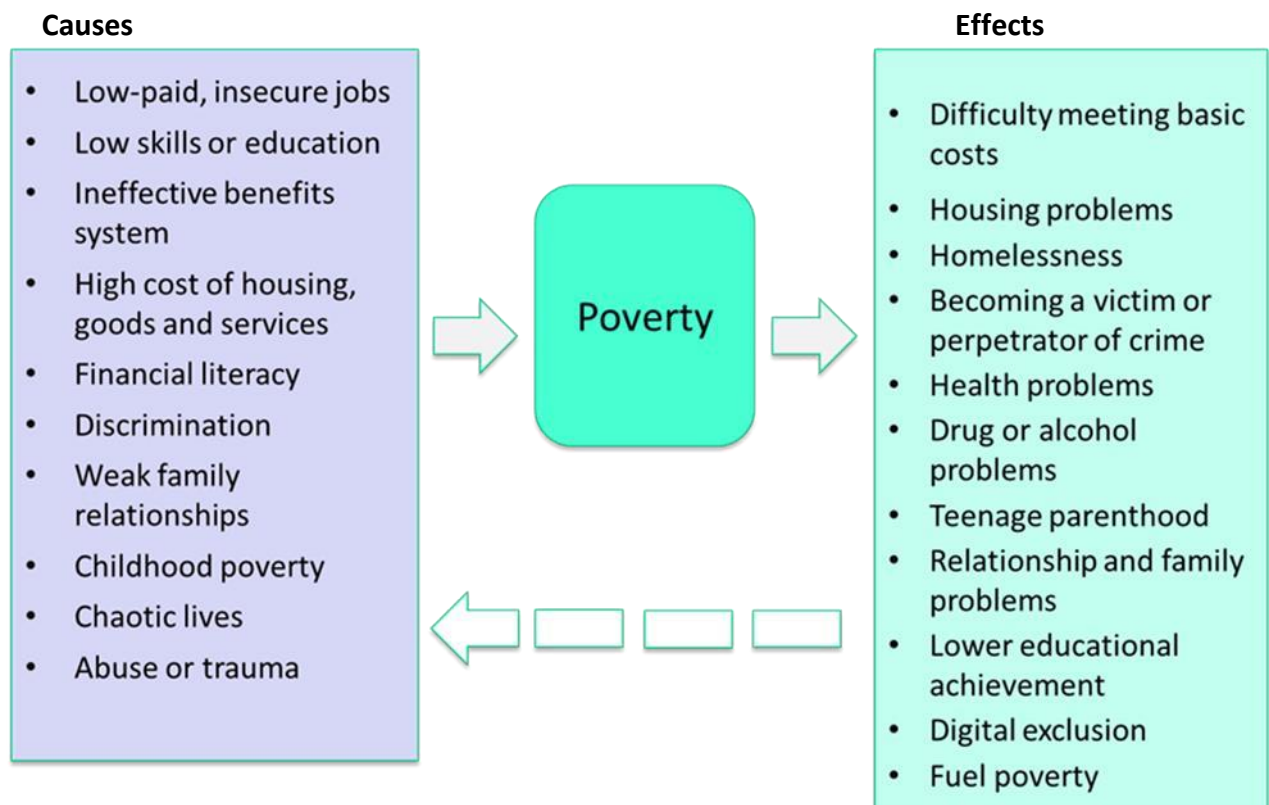 Causes
• Low-paid, insecure jobs
• Low skills or education
• Ineffective benefits
system
• High cost of housing,
goods and services
• Financial literacy
• Discrimination
• Weak family
relationships
• Childhood poverty
• Chaotic lives
• Abuse or trauma
Poverty
Effects
• Difficulty meeting basic
costs
• Housing problems
• Homelessness
• Becoming a victim or
perpetrator of crime
• Health problems
• Drug or alcohol
problems
• Teenage parenthood
• Relationship and family
problems
• Lower educational
achievement
• Digital exclusion
• Fuel poverty